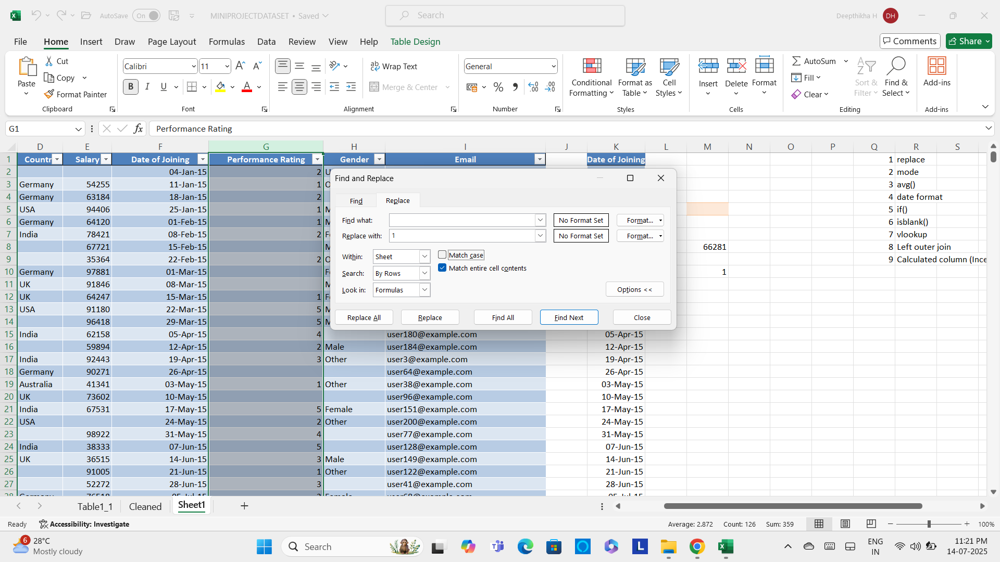 AutoSave On MINIPROJECTDATASET • Saved Search Deepthikha H DH
File Home Insert Draw Page Layout Formulas Data Review View Help Table Design Comments Share
Paste Cut Copy Format Painter Clipboard
Calibri 11 B I U A Font
Wrap Text Merge & Center Alignment
General % Number
Conditional Formatting Format as Table Cell Styles Styles
Insert Delete Format Cells
AutoSum Fill Clear Sort & Filter Find & Select Editing
Add-ins Add-ins
G1 fx Performance Rating
D E F G H I J K L M N O P Q R S
1 Countr Salary Date of Joining Performance Rating Gender Email Date of Joining 1 replace
2 04-Jan-15 2 U 2 mode
3 Germany 54255 11-Jan-15 1 3 avg()
4 Germany 63184 18-Jan-15 2 4 date format
5 USA 94406 25-Jan-15 1 5 if()
6 Germany 64120 01-Feb-15 1 6 isblank()
7 India 78421 08-Feb-15 2 7 vlookup
8 67721 15-Feb-15 66281 8 Left outer join
9 35364 22-Feb-15 2 9 Calculated column (Ince
10 Germany 97881 01-Mar-15 1
11 UK 91846 08-Mar-15
12 UK 64247 15-Mar-15 1
13 USA 91180 22-Mar-15 5
14 96418 29-Mar-15 5
15 India 62158 05-Apr-15 4 user180@example.com 05-Apr-15
16 59894 12-Apr-15 2 Male user184@example.com 12-Apr-15
17 India 92443 19-Apr-15 3 Other user3@example.com 19-Apr-15
18 Germany 90271 26-Apr-15 user64@example.com 26-Apr-15
19 Australia 41341 03-May-15 1 Other user38@example.com 03-May-15
20 UK 73602 10-May-15 user96@example.com 10-May-15
21 India 67531 17-May-15 5 Female user151@example.com 17-May-15
22 USA 24-May-15 2 Other user200@example.com 24-May-15
23 98922 31-May-15 4 user77@example.com 31-May-15
24 India 38333 07-Jun-15 5 user128@example.com 07-Jun-15
25 UK 36515 14-Jun-15 3 Male user149@example.com 14-Jun-15
26 91005 21-Jun-15 1 Other user122@example.com 21-Jun-15
27 52272 28-Jun-15 3 user41@example.com 28-Jun-15
Find and Replace
Find Replace
Find what: No Format Set Format...
Replace with: 1 No Format Set Format...
Within: Sheet Match case
Search: By Rows Match entire cell contents
Look in: Formulas Options <<
Replace All Replace Find All Find Next Close
Table1_1 Cleaned Sheet1
Ready Accessibility: Investigate Average: 2.872 Count: 126 Sum: 359 100%
6 28°C Mostly cloudy Search ENG IN 11:21 PM 14-07-2025